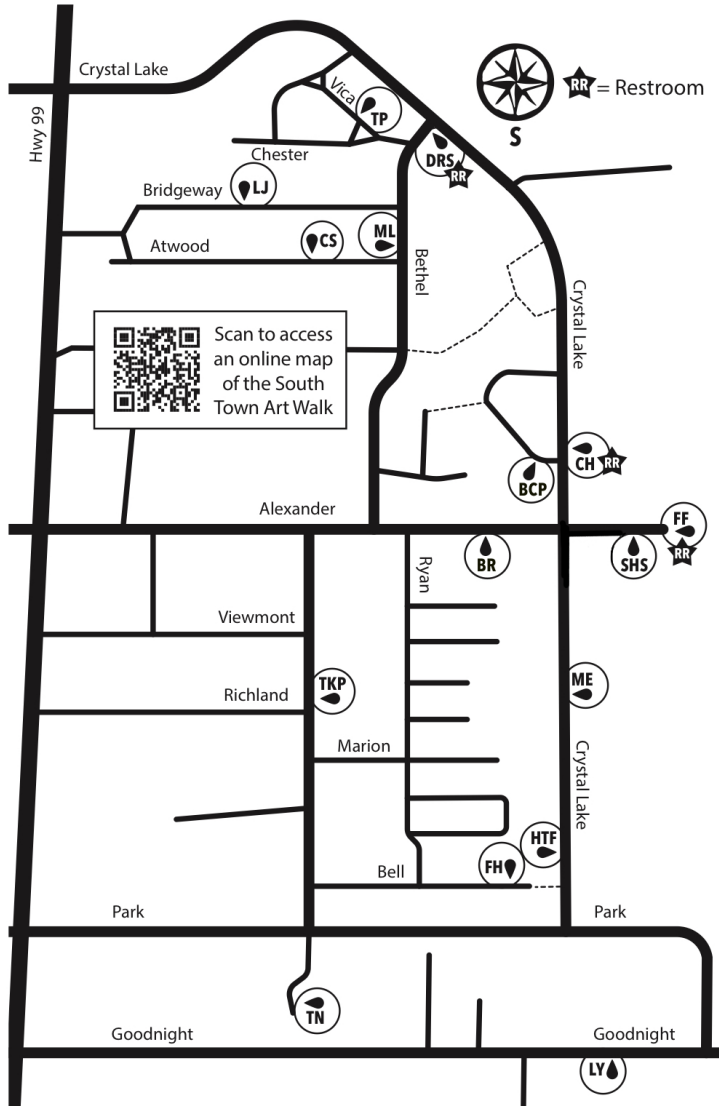 Crystal Lake
Hwy 99
Vica
TP
RR = Restroom
S
Chester
DRS
RR
Bridgeway
LJ
Atwood
CS
ML
Bethel
Crystal Lake
Scan to access
an online map
of the South
Town Art Walk
CH
RR
BCP
Alexander
FF
RR
BR
SHS
Ryan
Viewmont
TKP
ME
Richland
Marion
Crystal Lake
HTF
FH
Bell
Park
Park
TN
Goodnight
Goodnight
LY